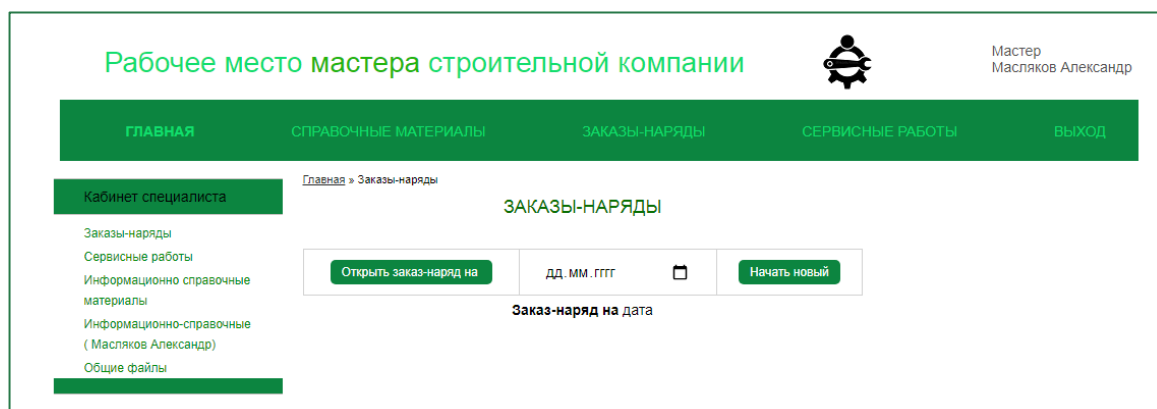 Рабочее место мастера строительной компании
Мастер
Масляков Александр
ГЛАВНАЯ СПРАВОЧНЫЕ МАТЕРИАЛЫ ЗАКАЗЫ-НАРЯДЫ СЕРВИСНЫЕ РАБОТЫ ВЫХОД
Кабинет специалиста
Заказы-наряды
Сервисные работы
Информационно справочные
материалы
Информационно-справочные
( Масляков Александр)
Общие файлы
Главная » Заказы-наряды
ЗАКАЗЫ-НАРЯДЫ
Открыть заказ-наряд на дд.мм.гггг Начать новый
Заказ-наряд на дата